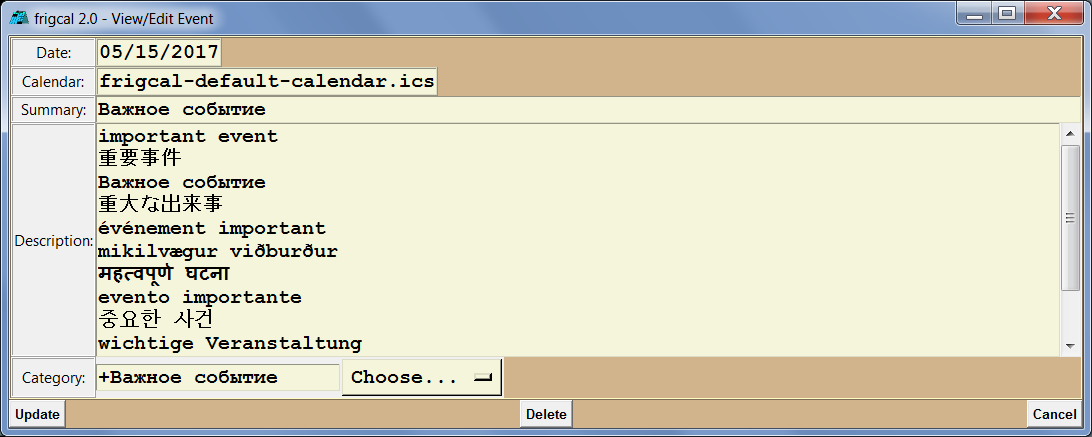 frigcal 2.0 - View/Edit Event
Date: 05/15/2017
Calendar: frigcal-default-calendar.ics
Summary: Важное событие
Description:
important event
重要事件
Важное событие
重大な出来事
événement important
mikilvægur viðburður
महत्वपूर्ण घटना
evento importante
중요한 사건
wichtige Veranstaltung
Category: +Важное событие Choose...
Update Delete Cancel